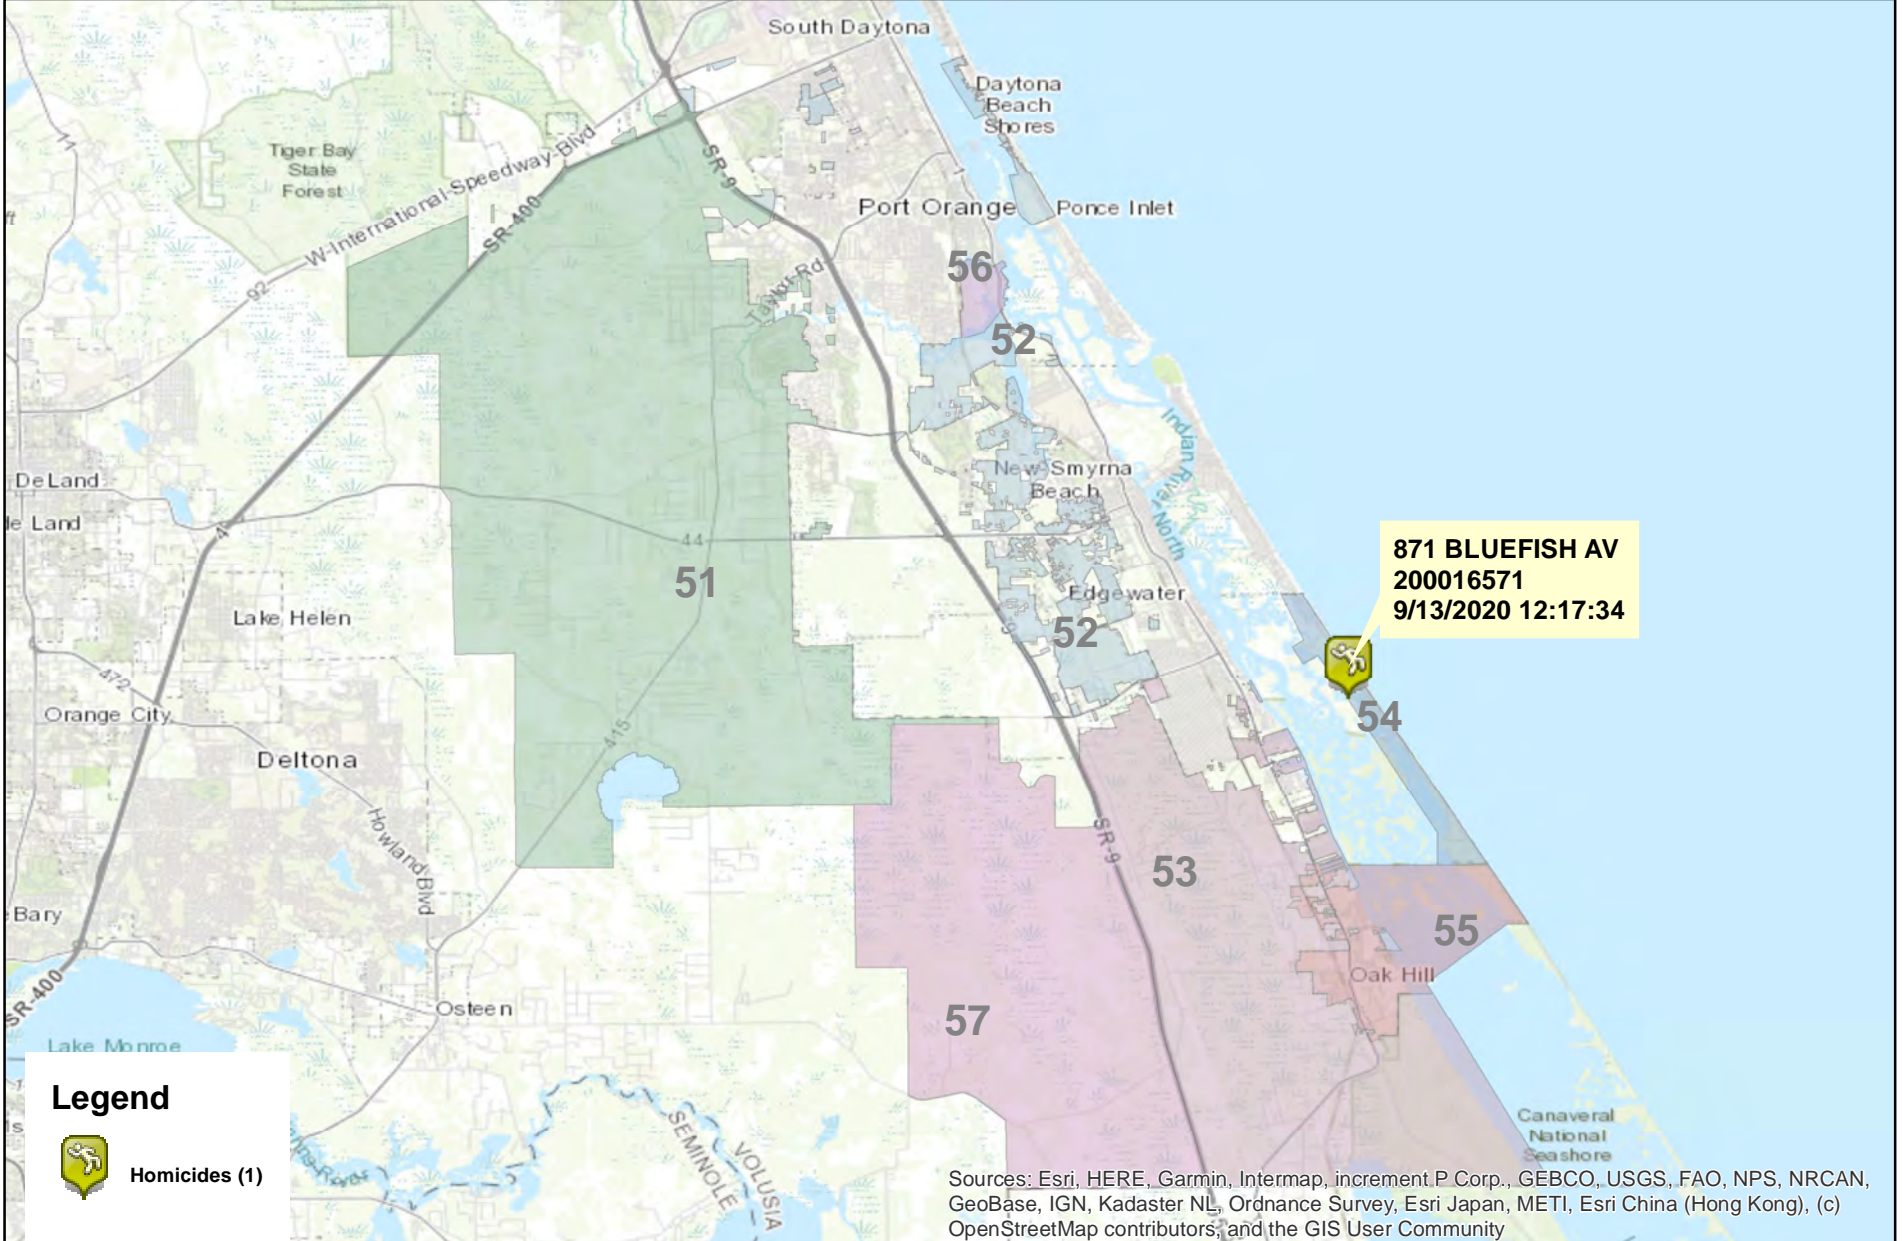 South Daytona
Daytona
Beach
Shores
Tiger Bay
State
Forest
W-International-Speedway-Blvd
SR-9
SR-400
92
11
1
Port Orange
Ponce Inlet
56
Taylor-Rd
52
Indian River North
New Smyrna
Beach
DeLand
de Land
4
44
51
871 BLUEFISH AV
200016571
9/13/2020 12:17:34
Edgewater
52
Lake Helen
9
54
472
Orange City
415
Deltona
Howland Blvd
SR-9
53
Bary
55
Oak Hill
SR-400
Osteen
57
Lake Monroe
Legend
Homicides (1)
SEMINOLE
VOLUSIA
Canaveral
National
Seashore
Sources: Esri, HERE, Garmin, Intermap, increment P Corp., GEBCO, USGS, FAO, NPS, NRCAN,
GeoBase, IGN, Kadaster NL, Ordnance Survey, Esri Japan, METI, Esri China (Hong Kong), (c)
OpenStreetMap contributors, and the GIS User Community